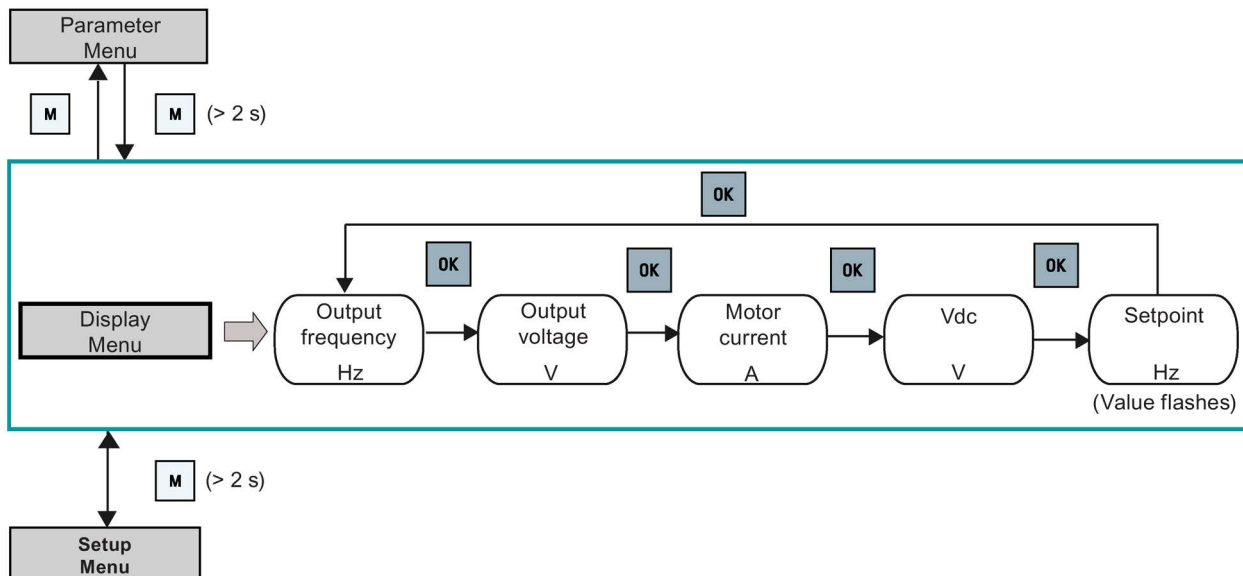 Parameter
Menu
M
M (> 2 s)
OK
OK
OK
OK
OK
Display
Menu
Output
frequency
Hz
Output
voltage
V
Motor
current
A
Vdc
V
Setpoint
Hz
(Value flashes)
M (> 2 s)
Setup
Menu